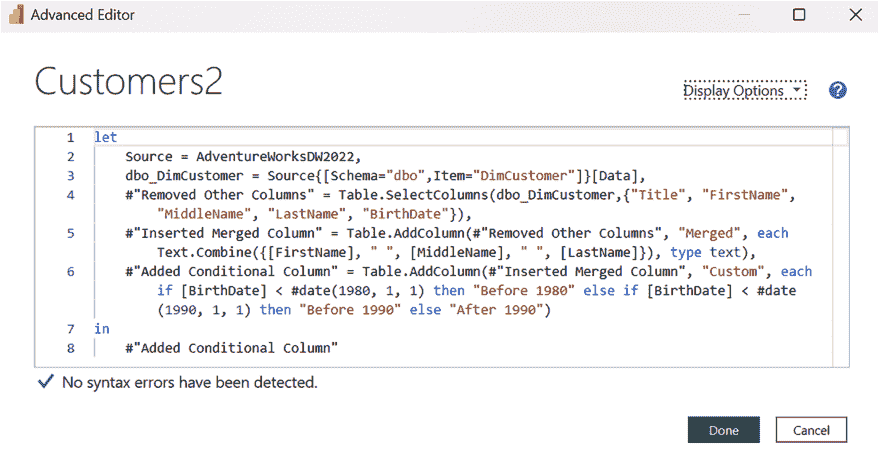 Advanced Editor
Customers2
Display Options
?
1 let
2 Source = AdventureWorksDW2022,
3 dbo_DimCustomer = Source{[Schema="dbo",Item="DimCustomer"]}[Data],
4 #"Removed Other Columns" = Table.SelectColumns(dbo_DimCustomer,{"Title", "FirstName",
"MiddleName", "LastName", "BirthDate"}),
5 #"Inserted Merged Column" = Table.AddColumn(#"Removed Other Columns", "Merged", each
Text.Combine({[FirstName], " ", [MiddleName], " ", [LastName]}), type text),
6 #"Added Conditional Column" = Table.AddColumn(#"Inserted Merged Column", "Custom", each
if [BirthDate] < #date(1980, 1, 1) then "Before 1980" else if [BirthDate] < #date
(1990, 1, 1) then "Before 1990" else "After 1990")
7 in
8 #"Added Conditional Column"
No syntax errors have been detected.
Done
Cancel